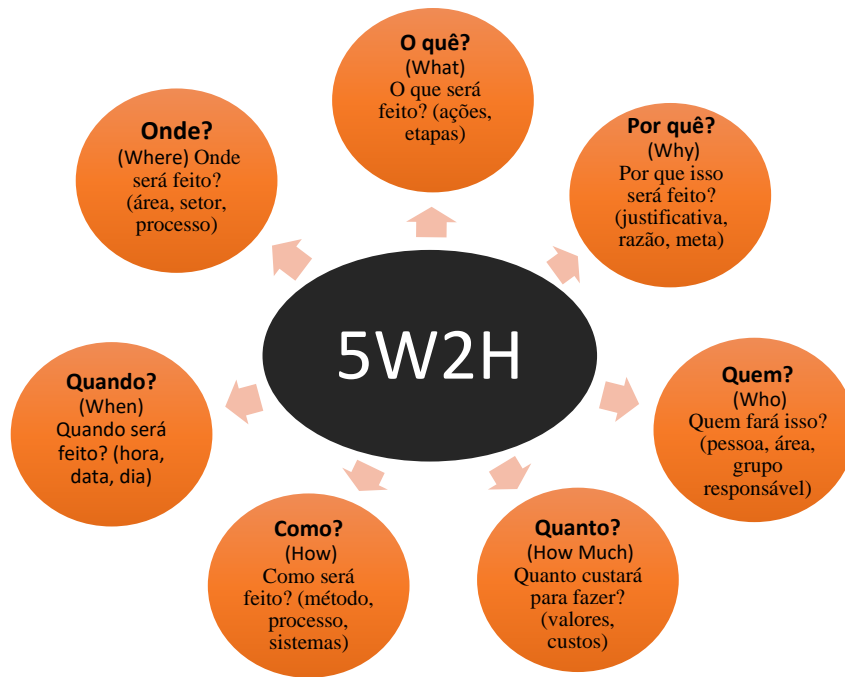 O quê?
(What)
O que será
feito? (ações,
etapas)
Por quê?
(Why)
Por que isso
será feito?
(justificativa,
razão, meta)
Quem?
(Who)
Quem fará isso?
(pessoa, área,
grupo
responsável)
Quanto?
(How Much)
Quanto custará
para fazer?
(valores,
custos)
Como?
(How)
Como será
feito? (método,
processo,
sistemas)
Quando?
(When)
Quando será
feito? (hora,
data, dia)
Onde?
(Where) Onde
será feito?
(área, setor,
processo)
5W2H